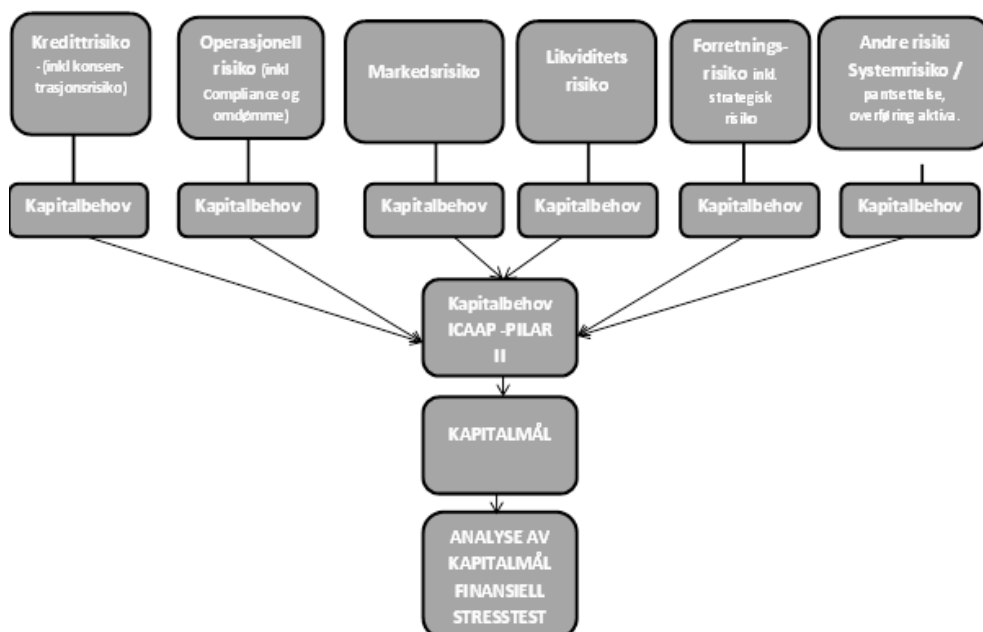 Kredittrisiko
- (inkl konsen-
trasjonsrisiko)
Operasjonell
risiko (inkl
Compliance og
omdømme)
Markedsrisiko
Likviditets
risiko
Forretnings-
risiko inkl.
strategisk
risiko
Andre risiki
Systemrisiko /
pantsettelse,
overføring aktiva.
Kapitalbehov
Kapitalbehov
Kapitalbehov
Kapitalbehov
Kapitalbehov
Kapitalbehov
Kapitalbehov
ICAAP -PILAR
II
KAPITALMÅL
ANALYSE AV
KAPITALMÅL
FINANSIELL
STRESSTEST